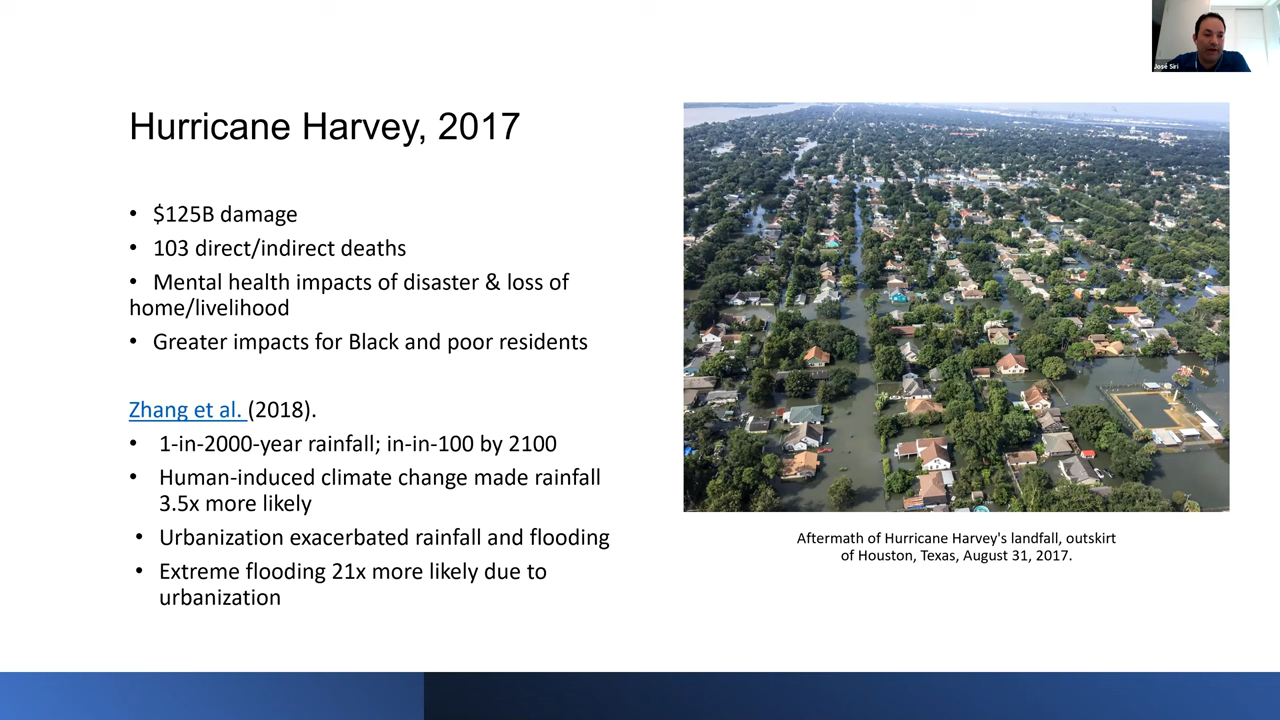 José Siri
Hurricane Harvey, 2017
• $125B damage
• 103 direct/indirect deaths
• Mental health impacts of disaster & loss of
home/livelihood
• Greater impacts for Black and poor residents
Zhang et al. (2018).
• 1-in-2000-year rainfall; in-in-100 by 2100
• Human-induced climate change made rainfall
3.5x more likely
• Urbanization exacerbated rainfall and flooding
• Extreme flooding 21x more likely due to
urbanization
Aftermath of Hurricane Harvey's landfall, outskirt
of Houston, Texas, August 31, 2017.